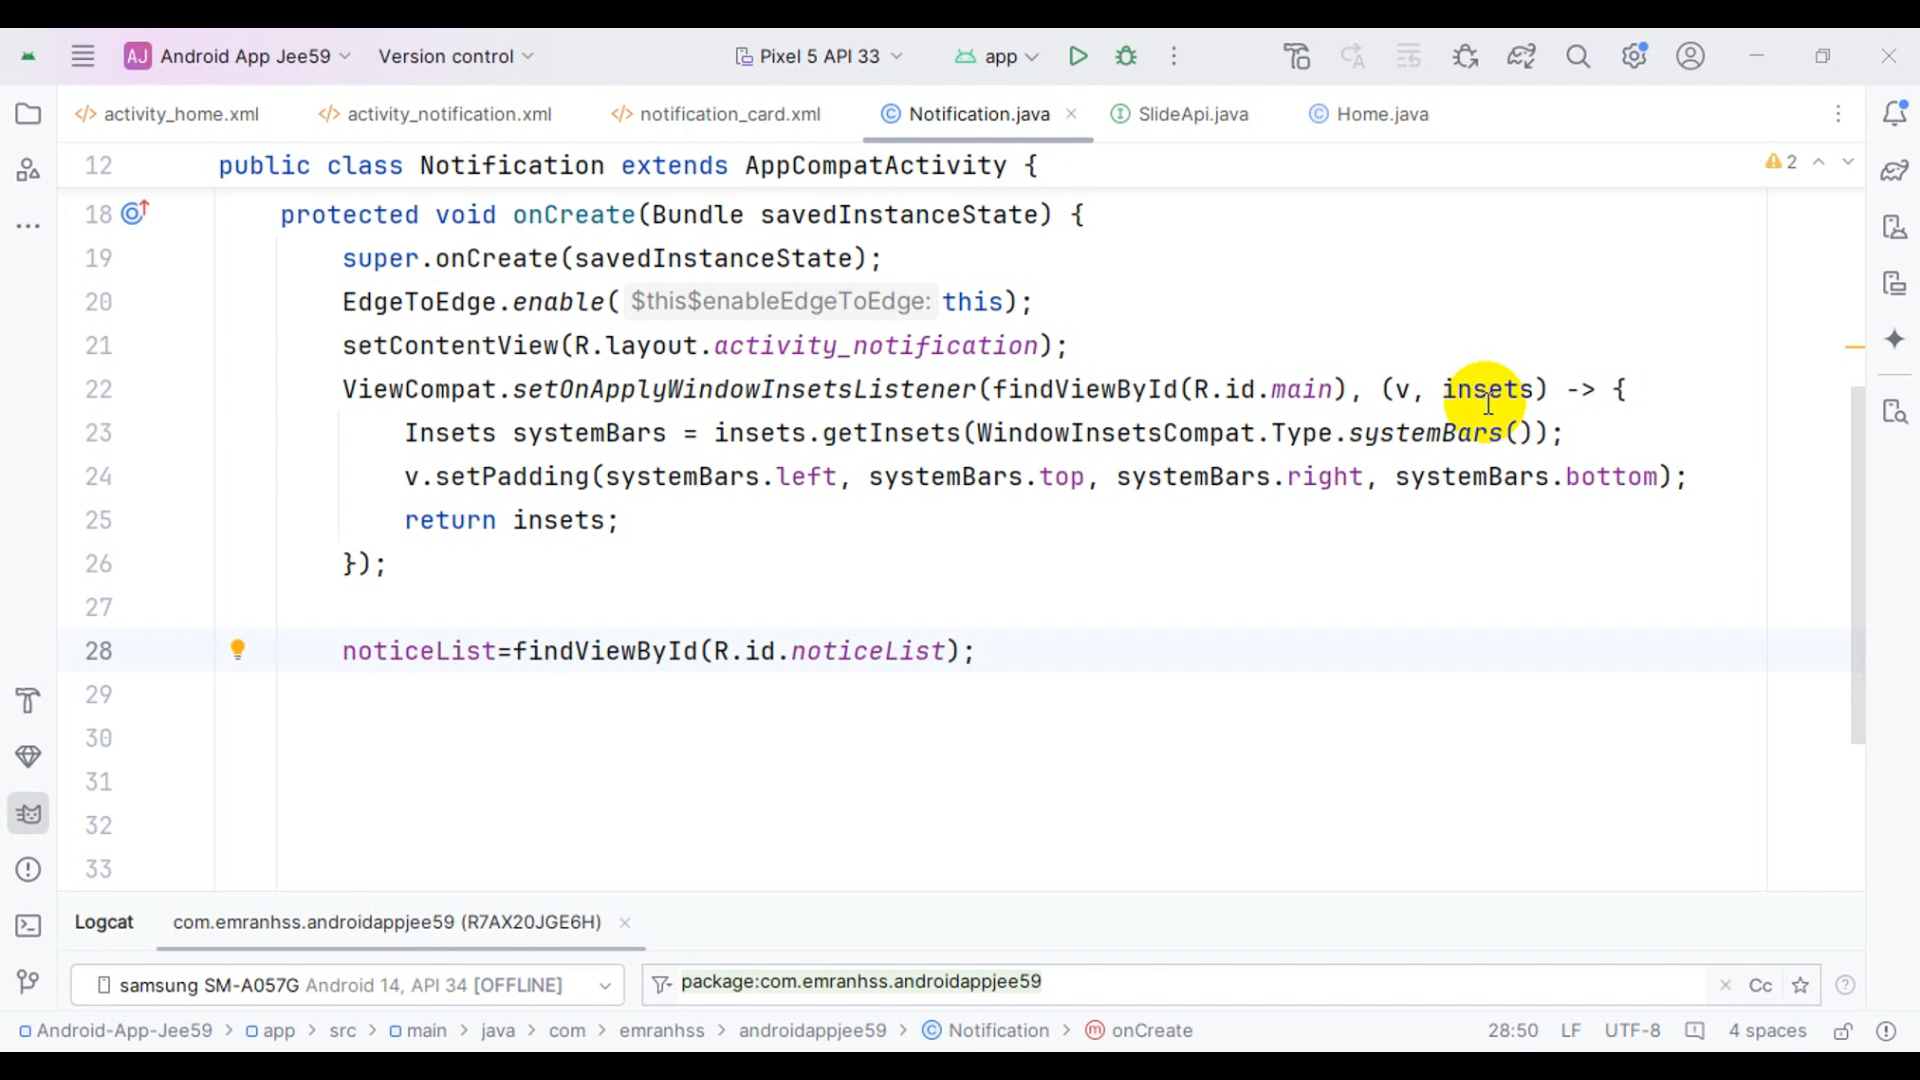 AJ Android App Jee59 Version control Pixel 5 API 33 app
activity_home.xml activity_notification.xml notification_card.xml Notification.java SlideApi.java Home.java
12 public class Notification extends AppCompatActivity { 2
18 protected void onCreate(Bundle savedInstanceState) {
19 super.onCreate(savedInstanceState);
20 EdgeToEdge.enable( $this$enableEdgeToEdge: this);
21 setContentView(R.layout.activity_notification);
22 ViewCompat.setOnApplyWindowInsetsListener(findViewById(R.id.main), (v, insets) -> {
23 Insets systemBars = insets.getInsets(WindowInsetsCompat.Type.systemBars());
24 v.setPadding(systemBars.left, systemBars.top, systemBars.right, systemBars.bottom);
25 return insets;
26 });
27
28 noticeList=findViewById(R.id.noticeList);
29
30
31
32
33
Logcat com.emranhss.androidappjee59 (R7AX20JGE6H)
samsung SM-A057G Android 14, API 34 [OFFLINE] package:com.emranhss.androidappjee59 Cc
Android-App-Jee59 > app > src > main > java > com > emranhss > androidappjee59 > Notification > onCreate 28:50 LF UTF-8 4 spaces